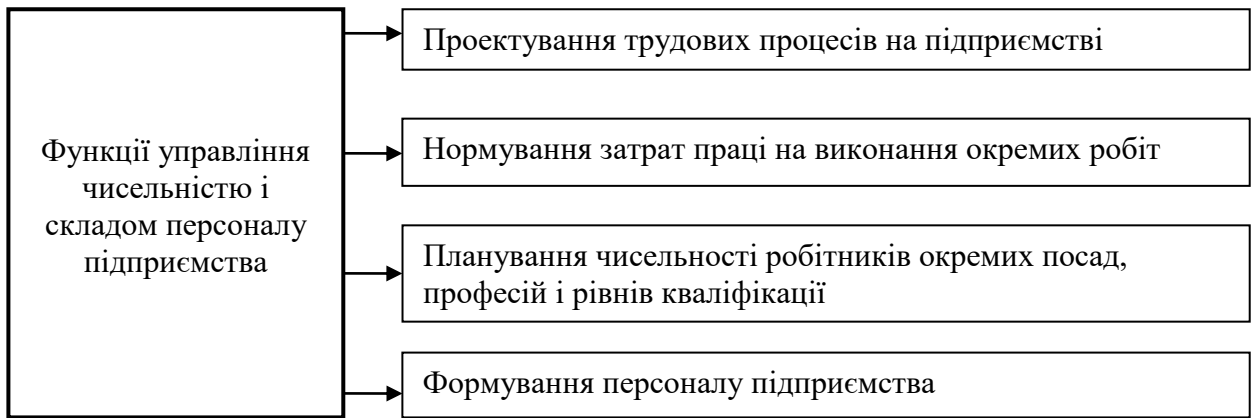 Функції управління
чисельністю і
складом персоналу
підприємства
Проектування трудових процесів на підприємстві
Нормування затрат праці на виконання окремих робіт
Планування чисельності робітників окремих посад,
професій і рівнів кваліфікації
Формування персоналу підприємства